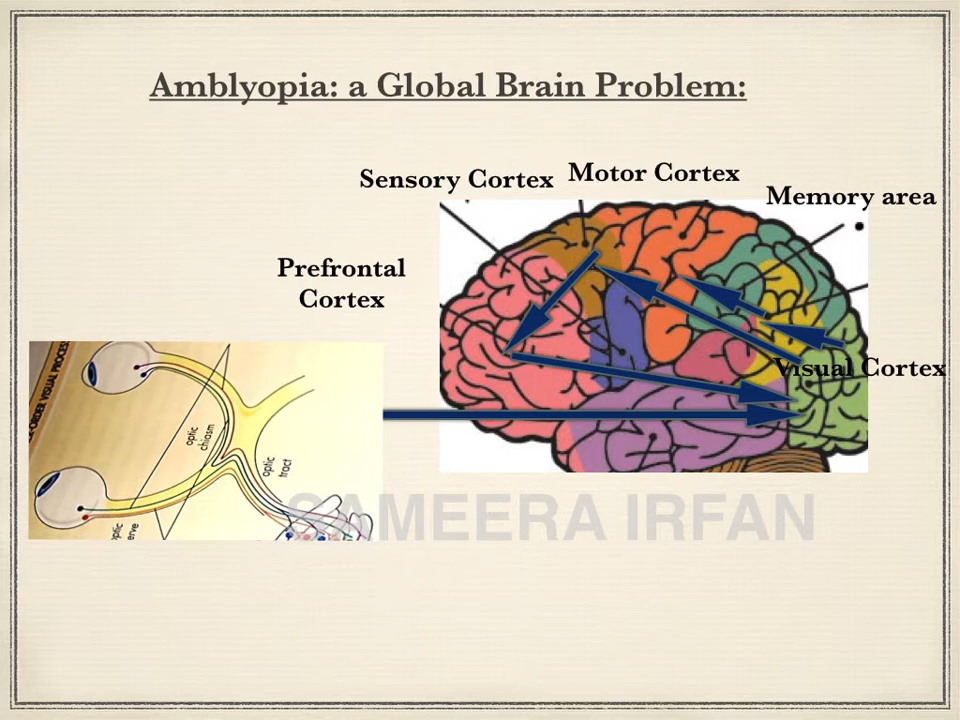 Amblyopia: a Global Brain Problem:
Sensory Cortex
Motor Cortex
Memory area
Prefrontal
Cortex
Visual Cortex
optic
chiasm
optic
tract
SAMEERA IRFAN